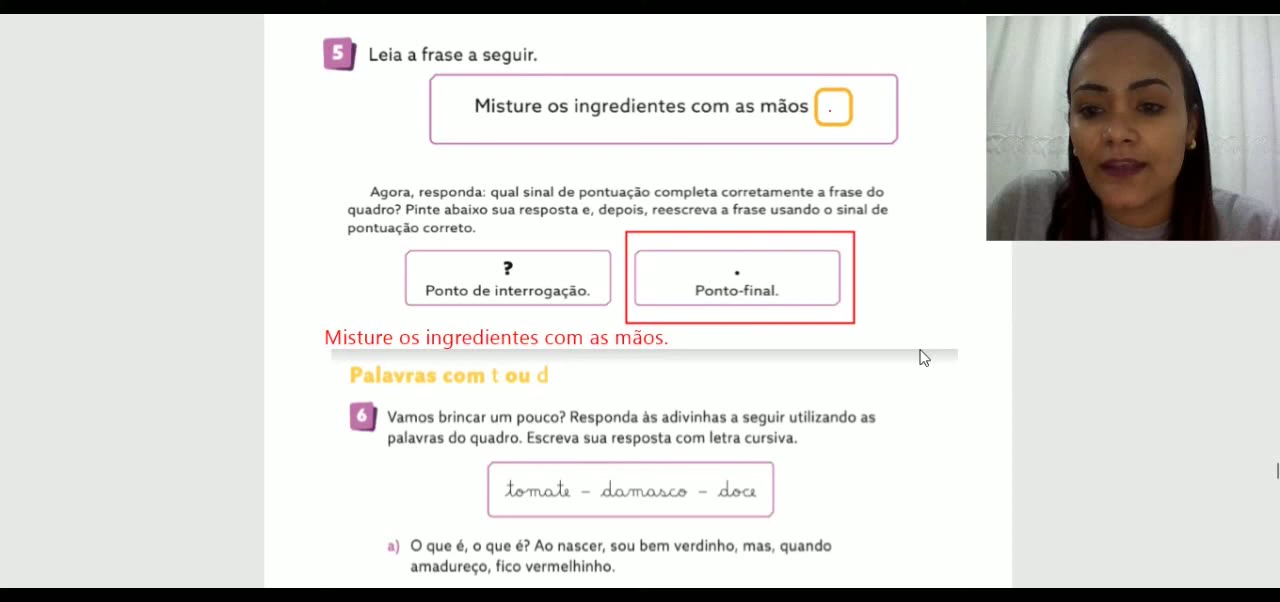 5 Leia a frase a seguir.
Misture os ingredientes com as mãos .
Agora, responda: qual sinal de pontuação completa corretamente a frase do
quadro? Pinte abaixo sua resposta e, depois, reescreva a frase usando o sinal de
pontuação correto.
? .
Ponto de interrogação. Ponto-final.
Misture os ingredientes com as mãos.
Palavras com t ou d
6 Vamos brincar um pouco? Responda às adivinhas a seguir utilizando as
palavras do quadro. Escreva sua resposta com letra cursiva.
tomate - damasco - doce
a) O que é, o que é? Ao nascer, sou bem verdinho, mas, quando
amadureço, fico vermelhinho.